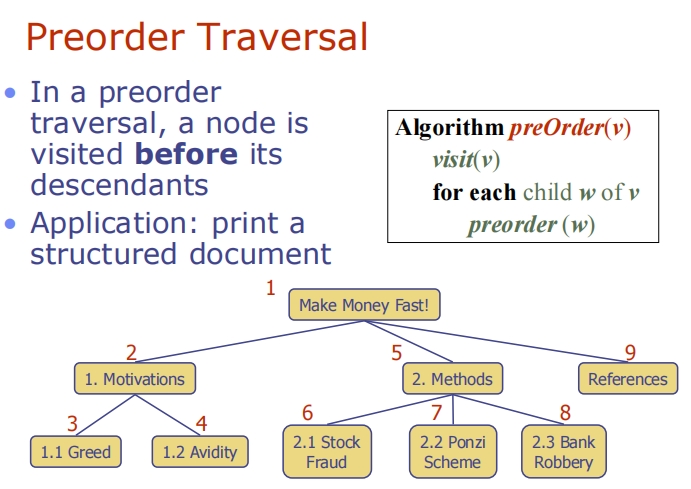 Preorder Traversal
• In a preorder
traversal, a node is
visited before its
descendants
• Application: print a
structured document
Algorithm preOrder(v)
visit(v)
for each child w of v
preorder (w)
1
Make Money Fast!
2
5
9
1. Motivations
2. Methods
References
3
4
6
7
8
1.1 Greed
1.2 Avidity
2.1 Stock
Fraud
2.2 Ponzi
Scheme
2.3 Bank
Robbery